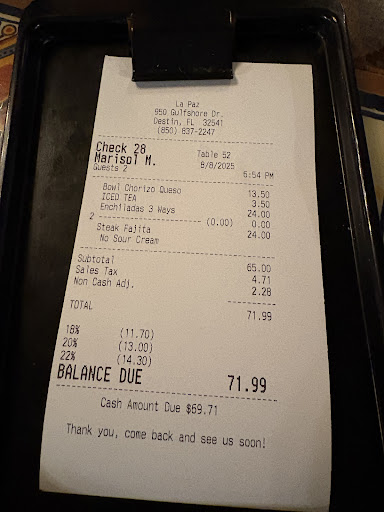 La Paz
950 Gulfshore Dr.
Destin, FL 32541
(850) 837-2247
Check 28 Table 52
Marisol M. 8/8/2025
Guests 2 6:54 PM
Bowl Chorizo Queso 13.50
ICED TEA 3.50
Enchiladas 3 Ways 24.00
2 --------------- (0.00) 0.00
Steak Fajita 24.00
No Sour Cream
Subtotal 65.00
Sales Tax 4.71
Non Cash Adj. 2.28
TOTAL 71.99
18% (11.70)
20% (13.00)
22% (14.30)
BALANCE DUE 71.99
Cash Amount Due $69.71
Thank you, come back and see us soon!